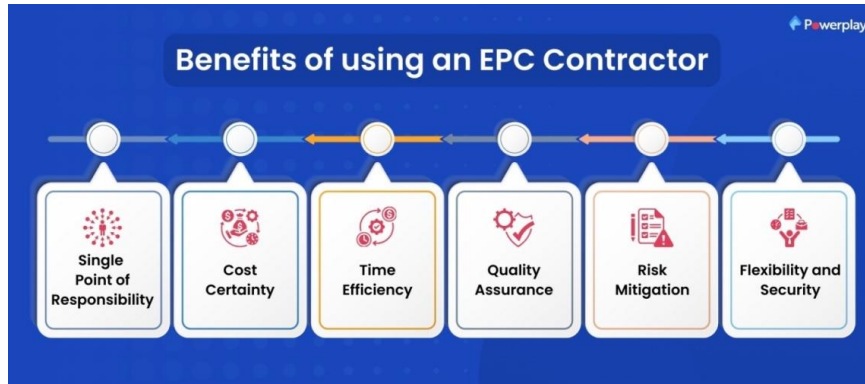 Powerplay
Benefits of using an EPC Contractor
Single
Point of
Responsibility
Cost
Certainty
Time
Efficiency
Quality
Assurance
Risk
Mitigation
Flexibility and
Security